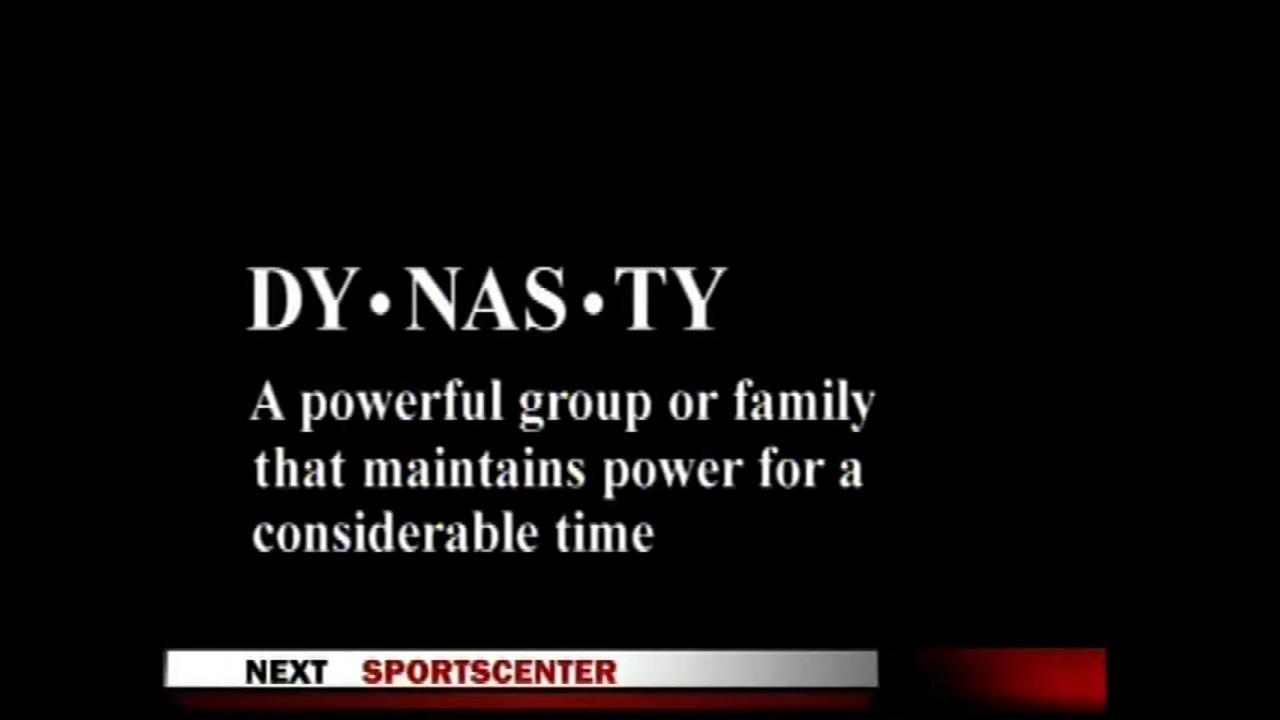 DY•NAS•TY
A powerful group or family
that maintains power for a
considerable time
NEXT SPORTSCENTER